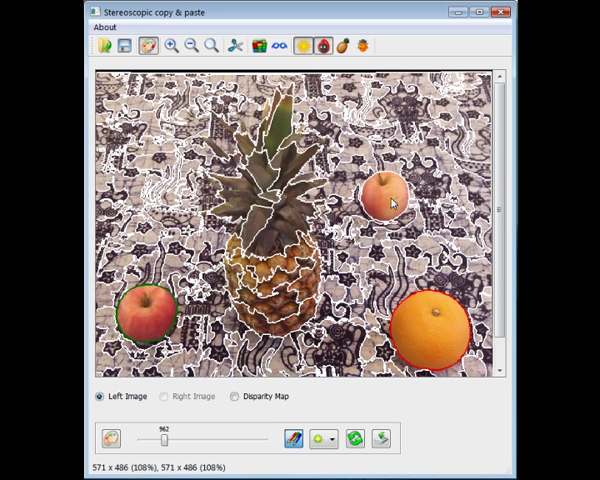 Stereoscopic copy & paste
About
Left Image
Right Image
Disparity Map
962
571 x 486 (108%), 571 x 486 (108%)